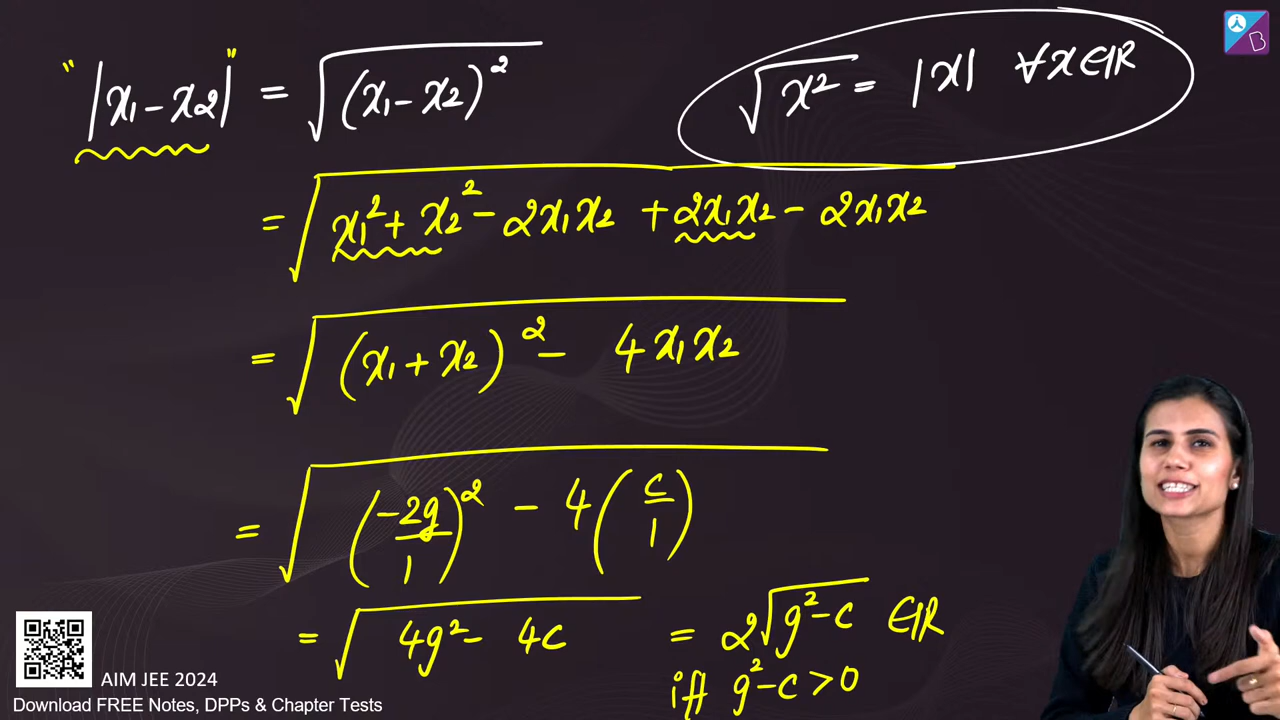 "|x₁ - x₂|" = √(x₁ - x₂)²
√x² = |x| ∀x∈ℝ
= √x₁² + x₂² - 2x₁x₂ + 2x₁x₂ - 2x₁x₂
= √(x₁ + x₂)² - 4x₁x₂
= √(-2g/1)² - 4(c/1)
= √4g² - 4c = 2√g²-c ∈ℝ
iff g²-c > 0
AIM JEE 2024
Download FREE Notes, DPPs & Chapter Tests
B